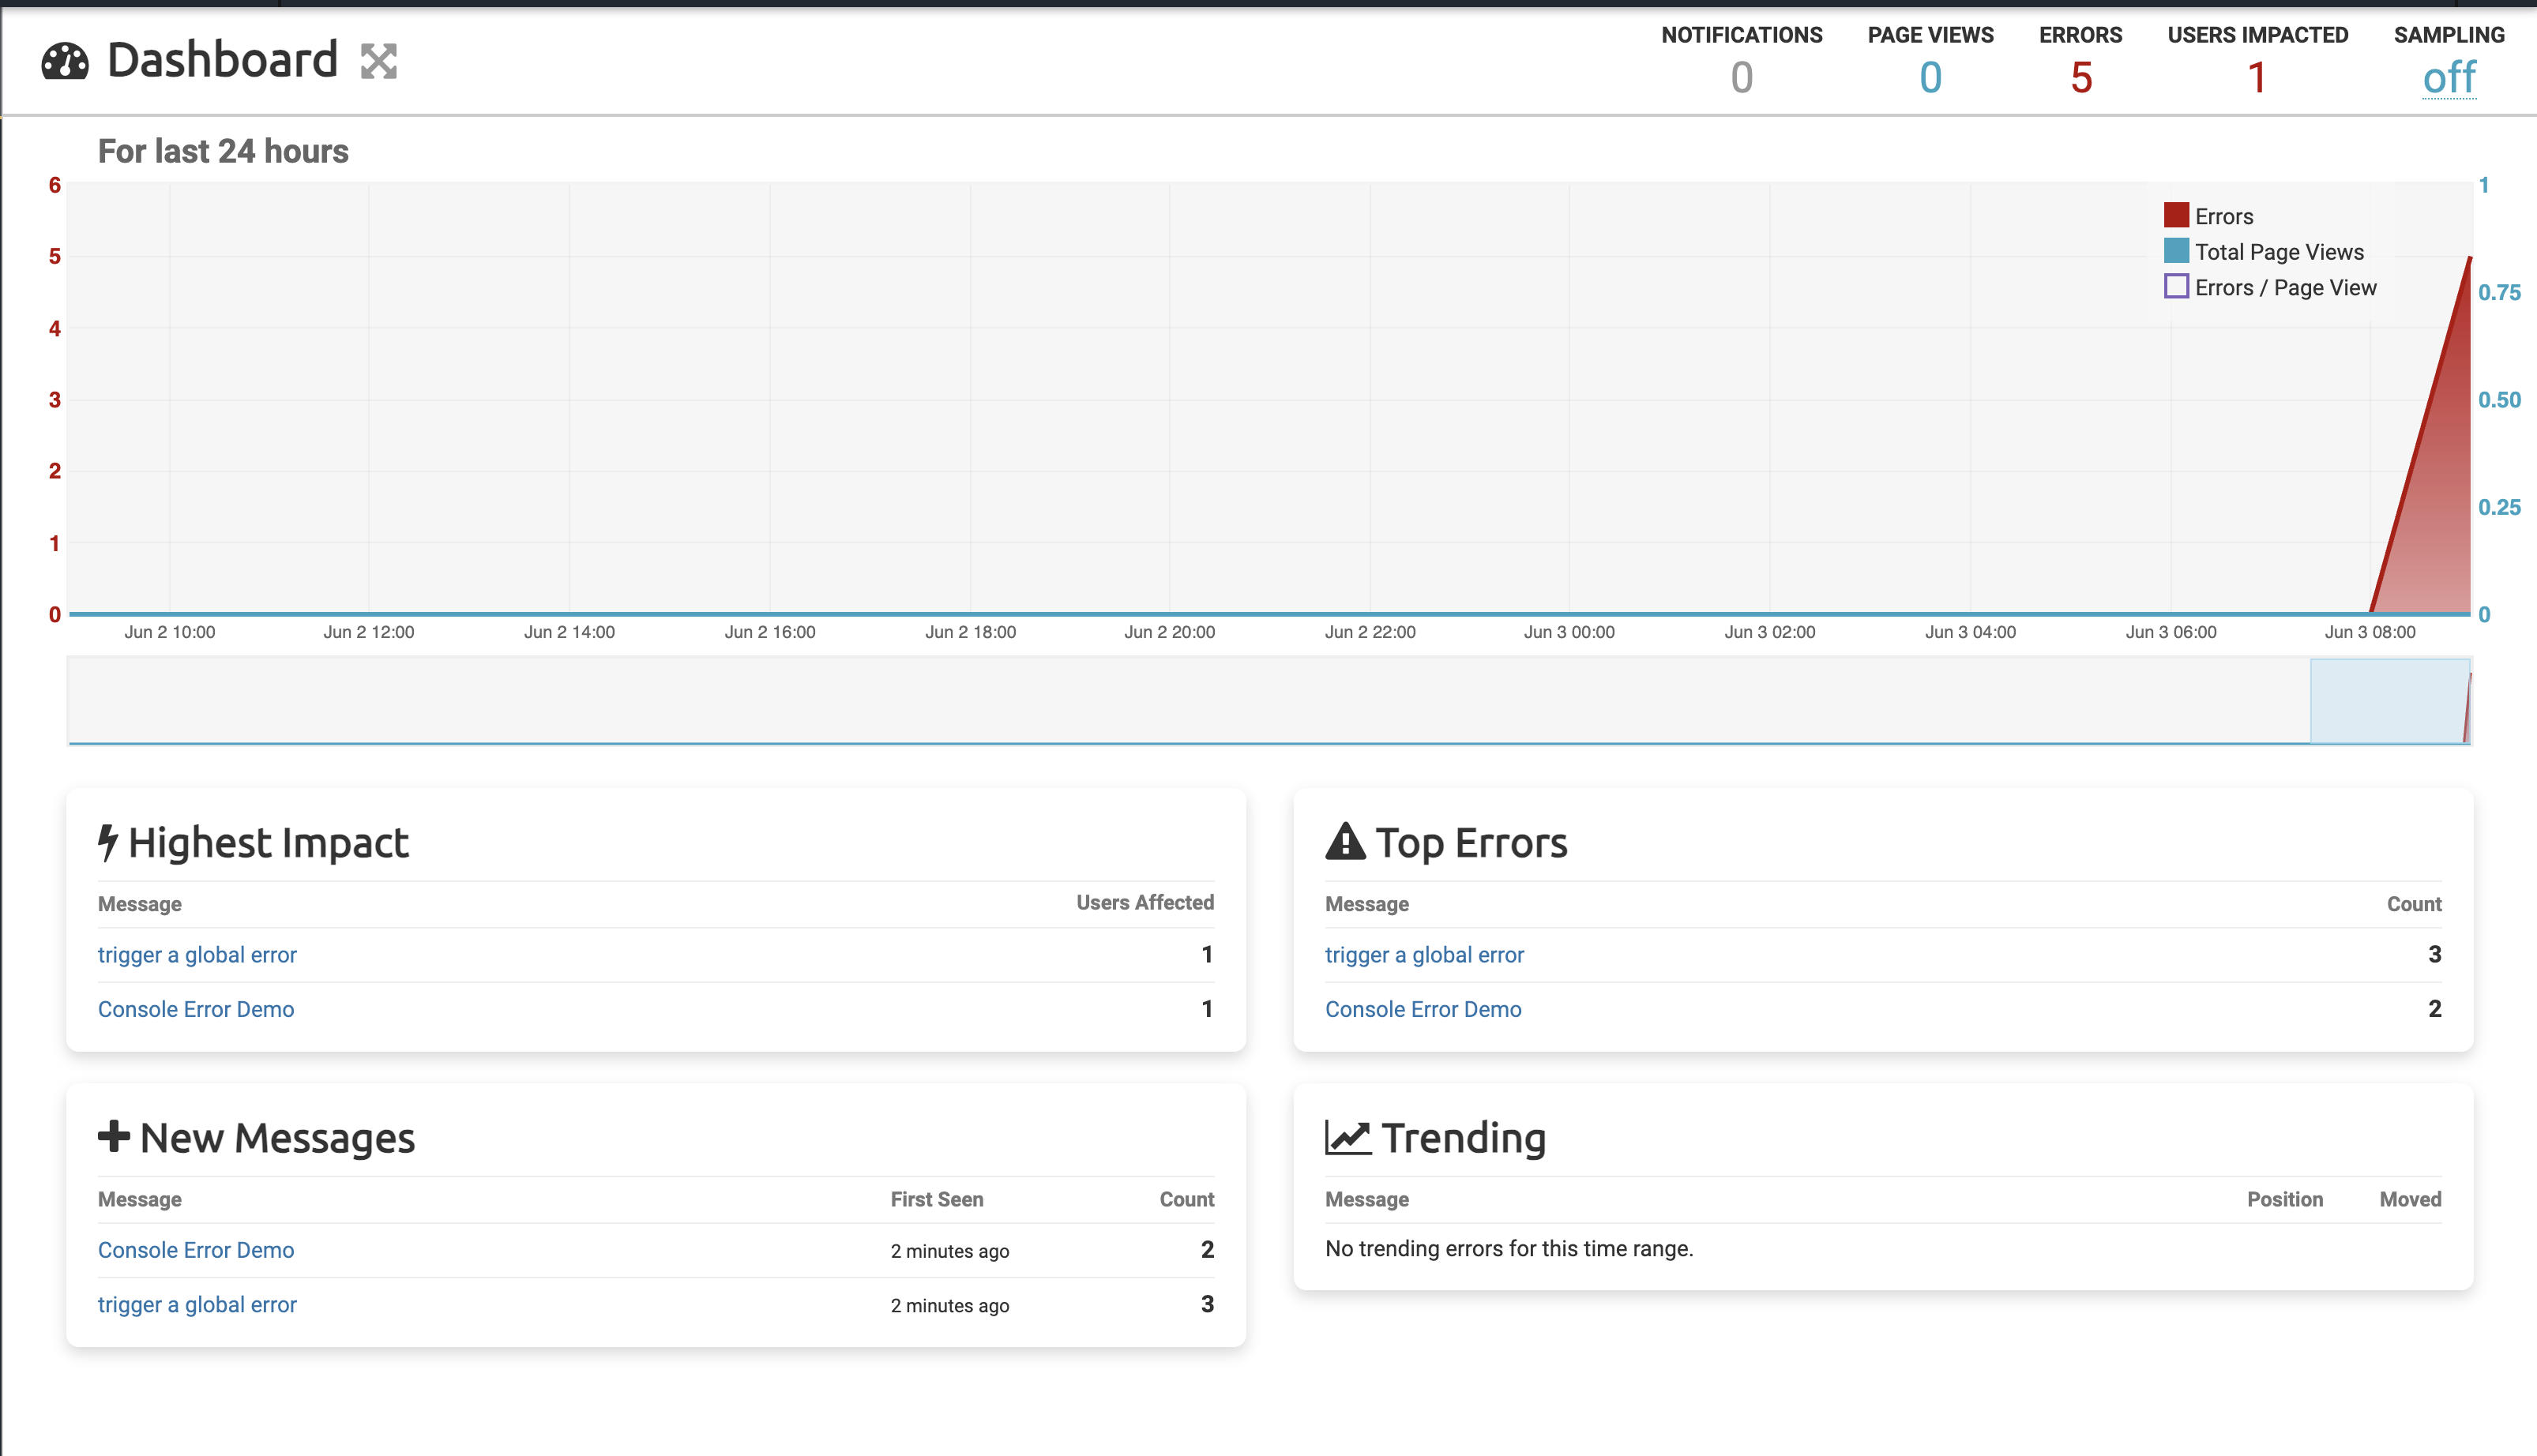 Dashboard
NOTIFICATIONS PAGE VIEWS ERRORS USERS IMPACTED SAMPLING
0 0 5 1 off
For last 24 hours
6 1
Errors
5 Total Page Views
Errors / Page View 0.75
4
3 0.50
2
0.25
1
0 0
Jun 2 10:00 Jun 2 12:00 Jun 2 14:00 Jun 2 16:00 Jun 2 18:00 Jun 2 20:00 Jun 2 22:00 Jun 3 00:00 Jun 3 02:00 Jun 3 04:00 Jun 3 06:00 Jun 3 08:00
Highest Impact
Message Users Affected
trigger a global error 1
Console Error Demo 1
Top Errors
Message Count
trigger a global error 3
Console Error Demo 2
New Messages
Message First Seen Count
Console Error Demo 2 minutes ago 2
trigger a global error 2 minutes ago 3
Trending
Message Position Moved
No trending errors for this time range.